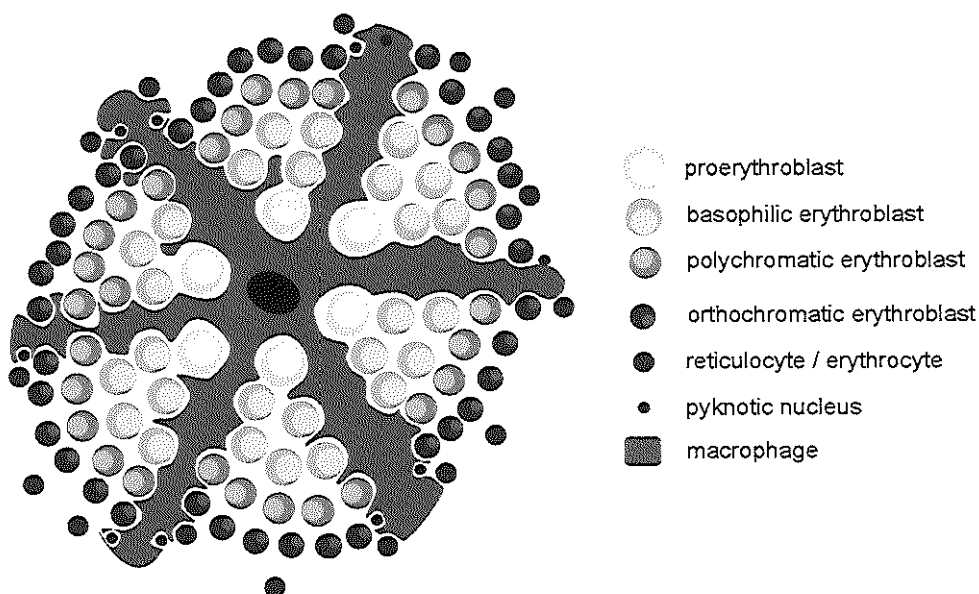 proerythroblast
basophilic erythroblast
polychromatic erythroblast
orthochromatic erythroblast
reticulocyte / erythrocyte
pyknotic nucleus
macrophage